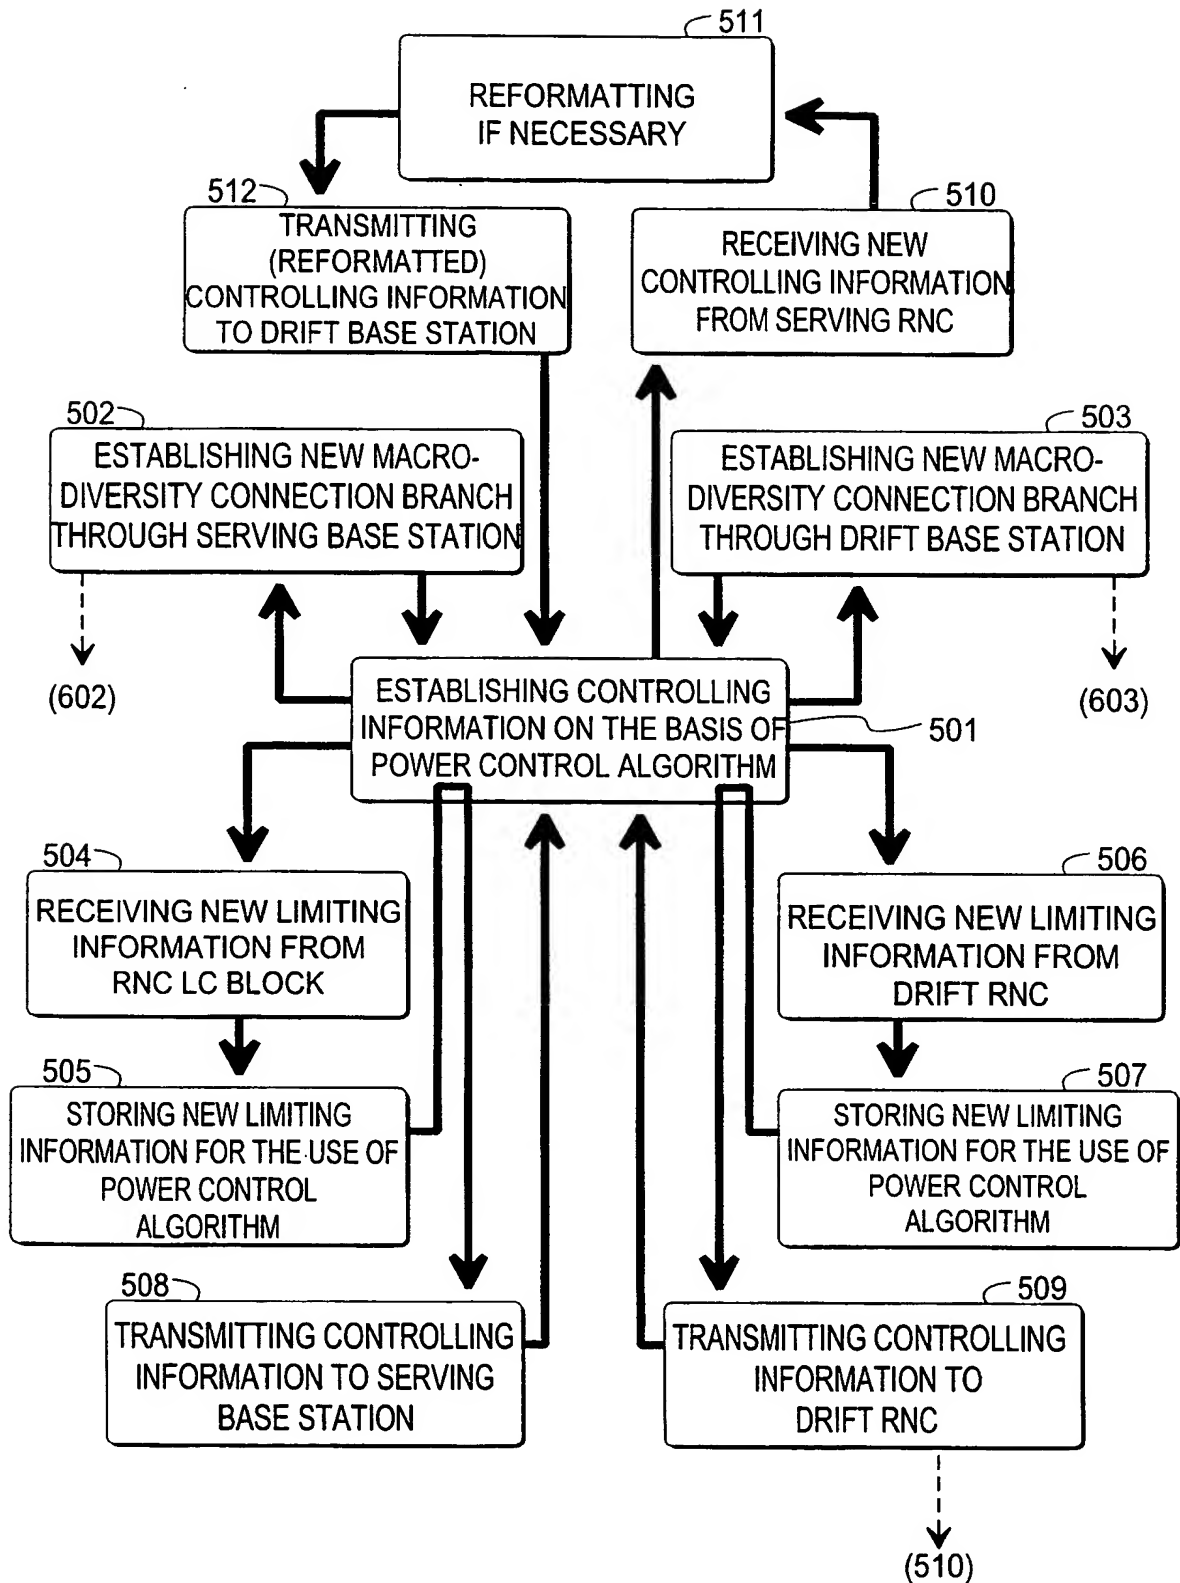 511
REFORMATTING
IF NECESSARY
512
TRANSMITTING
(REFORMATTED)
CONTROLLING INFORMATION
TO DRIFT BASE STATION
510
RECEIVING NEW
CONTROLLING INFORMATION
FROM SERVING RNC
502
ESTABLISHING NEW MACRO-
DIVERSITY CONNECTION BRANCH
THROUGH SERVING BASE STATION
503
ESTABLISHING NEW MACRO-
DIVERSITY CONNECTION BRANCH
THROUGH DRIFT BASE STATION
(602)
(603)
ESTABLISHING CONTROLLING
INFORMATION ON THE BASIS OF
POWER CONTROL ALGORITHM
501
504
RECEIVING NEW LIMITING
INFORMATION FROM
RNC LC BLOCK
506
RECEIVING NEW LIMITING
INFORMATION FROM
DRIFT RNC
505
STORING NEW LIMITING
INFORMATION FOR THE USE OF
POWER CONTROL
ALGORITHM
507
STORING NEW LIMITING
INFORMATION FOR THE USE OF
POWER CONTROL
ALGORITHM
508
TRANSMITTING CONTROLLING
INFORMATION TO SERVING
BASE STATION
509
TRANSMITTING CONTROLLING
INFORMATION TO
DRIFT RNC
(510)